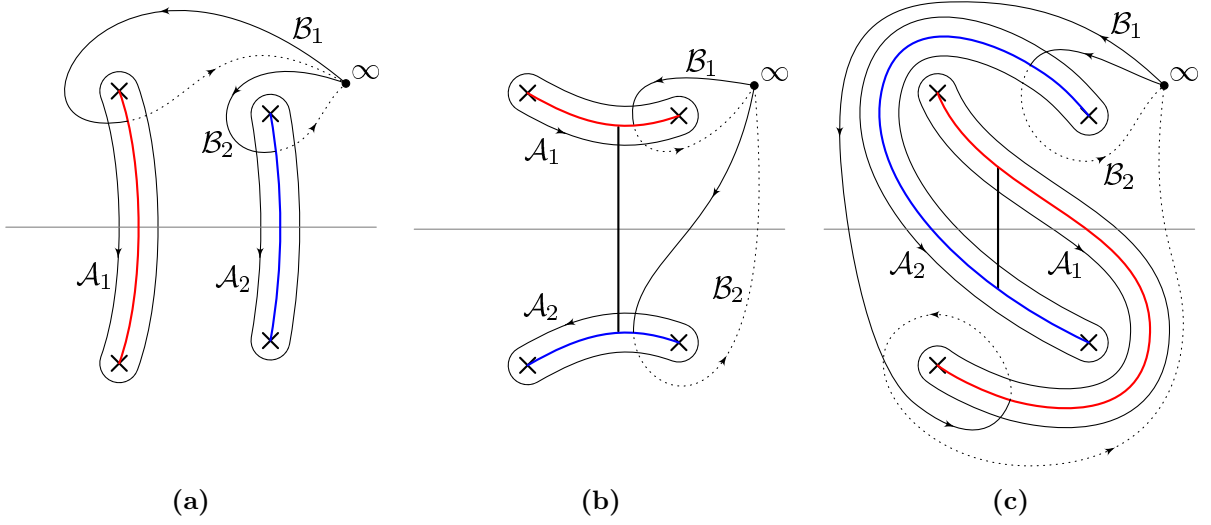 B₁ ∞
B₂
A₁ A₂
(a)
B₁ ∞
A₁
A₂ B₂
(b)
B₁ ∞
B₂
A₂ A₁
(c)